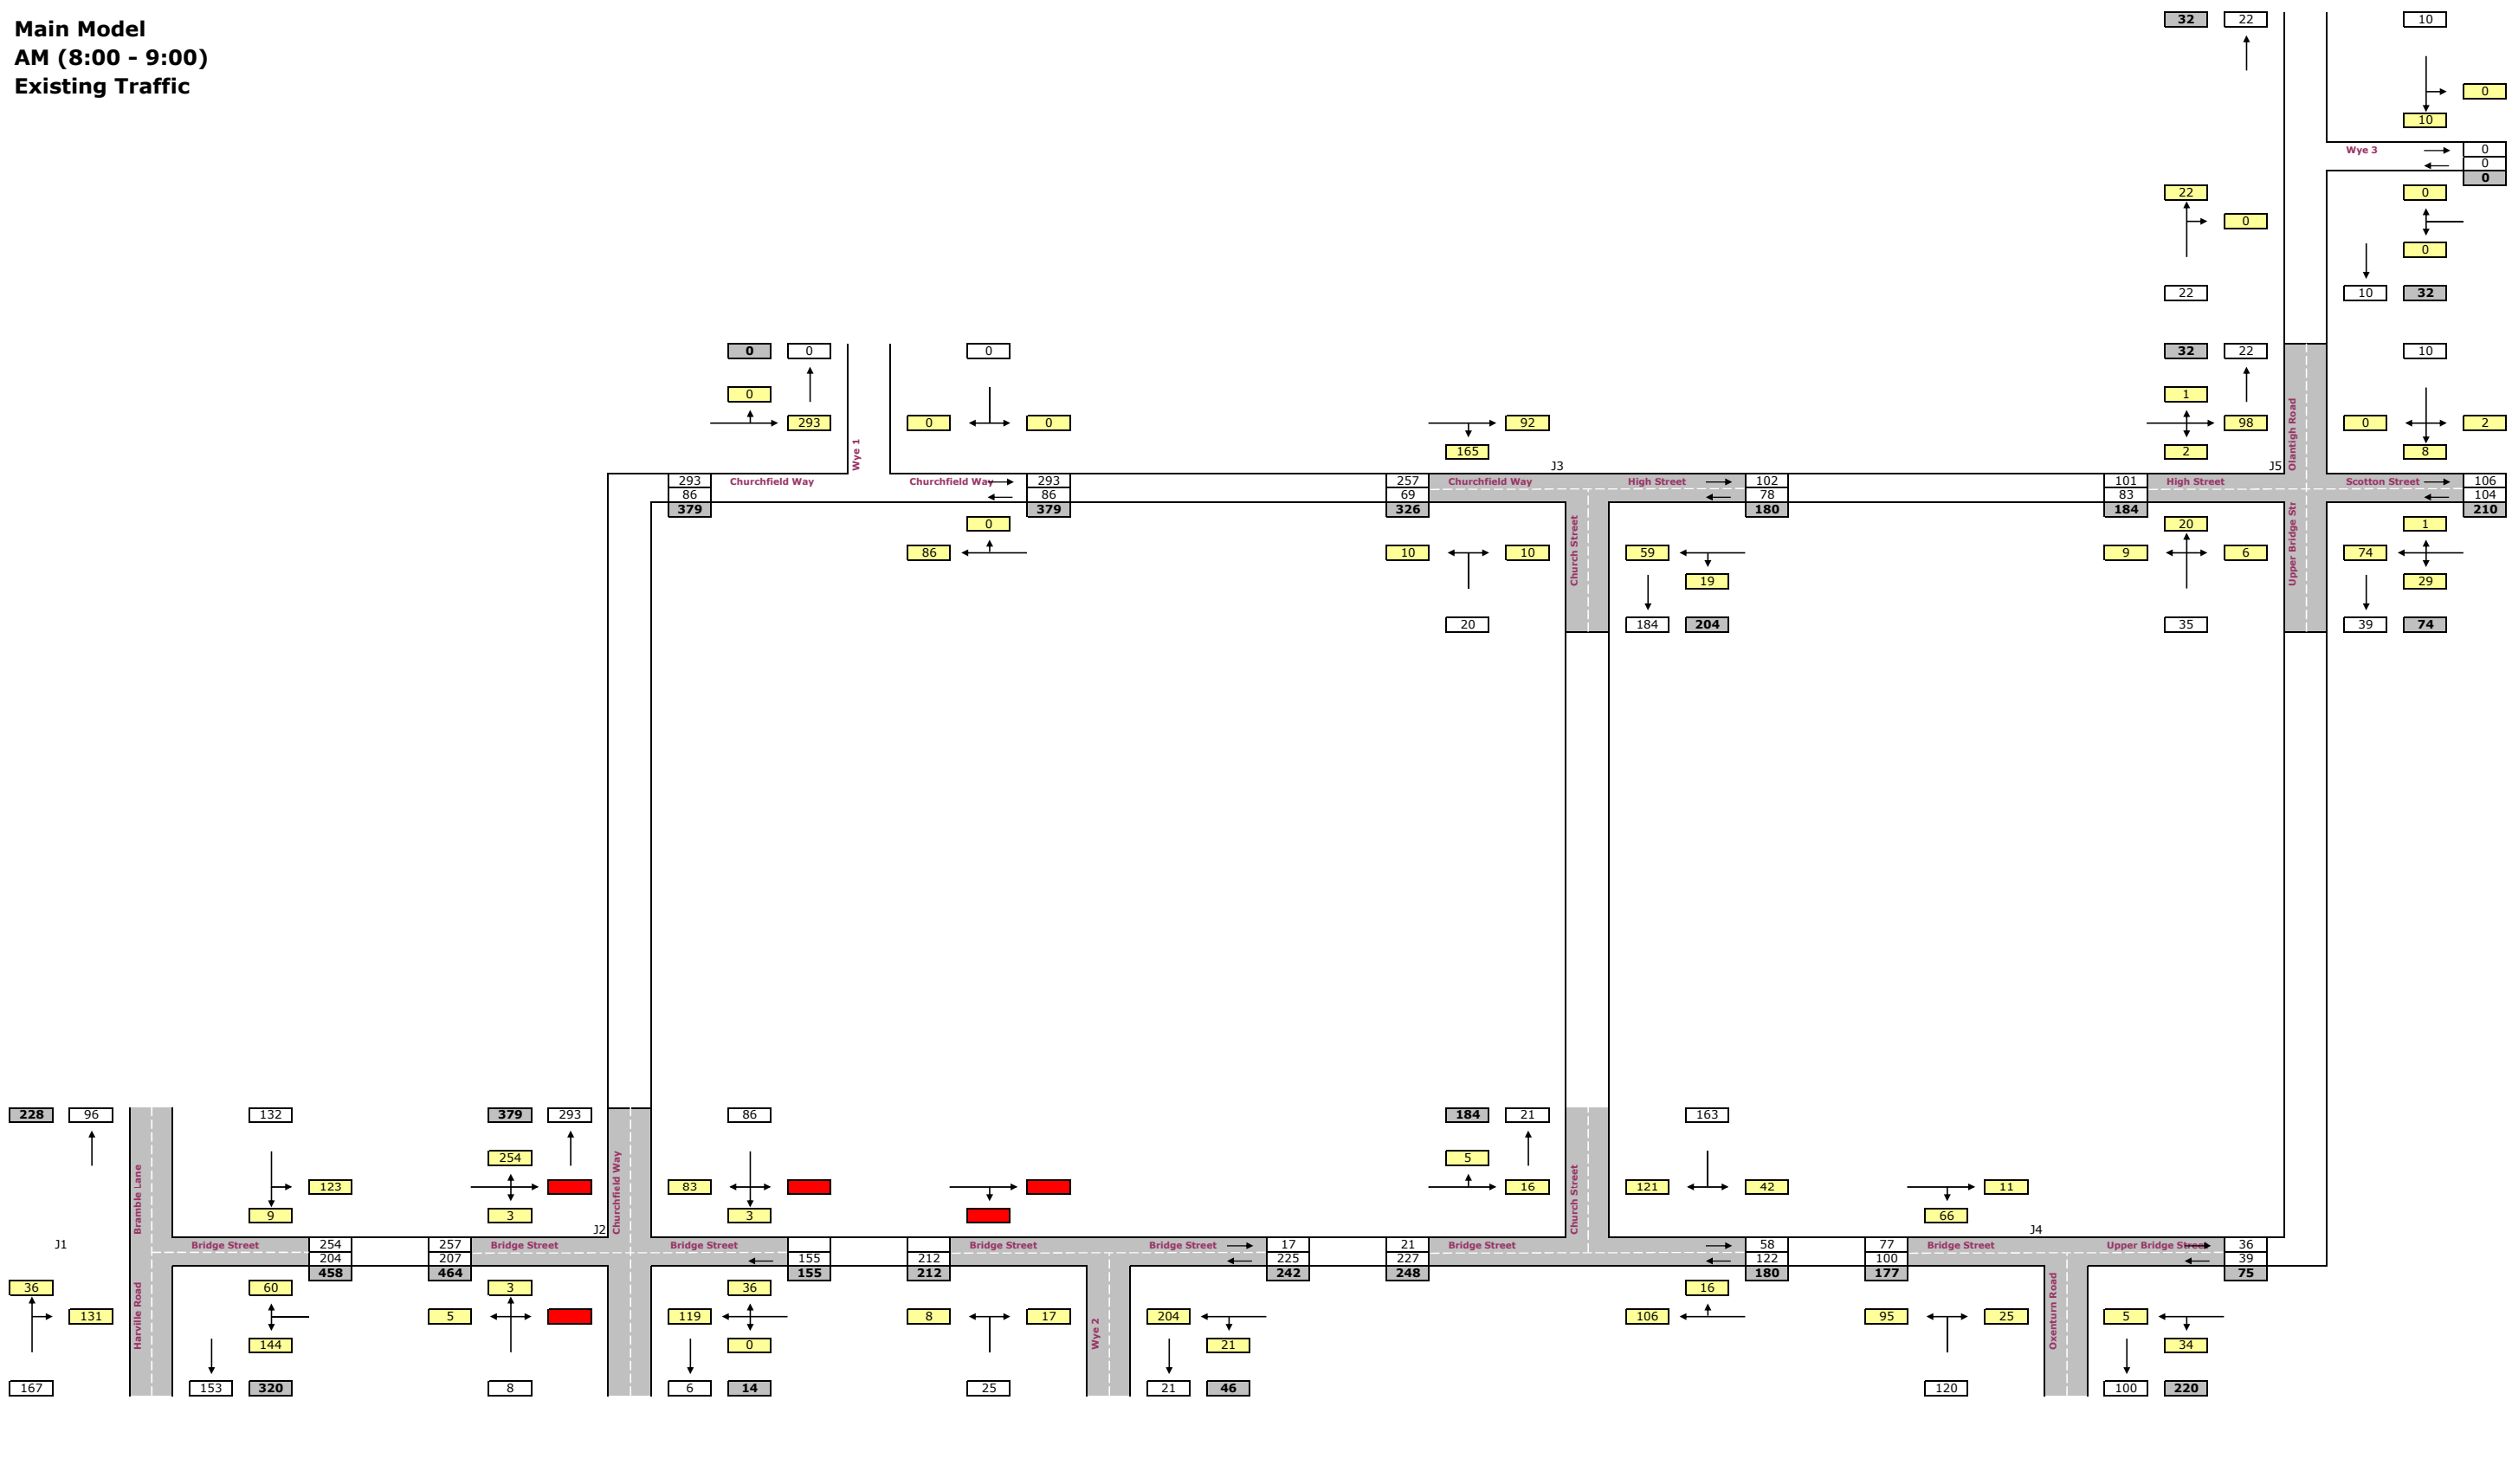 Main Model
AM (8:00 - 9:00)
Existing Traffic
32 22 10
0
10
Wye 3 0
0
0
22 0
0 0
22 10 32
0 0 0 32 22 10
0 1
293 0 0 92 98 0 2
165 2 8
Wye 1
Olantigh Road
J3 J5
293 Churchfield Way Churchfield Way 293 257 Churchfield Way High Street 102 101 High Street Scotton Street 106
86 86 69 78 83 104
379 379 326 180 184 210
0 20 1
86 10 10 59 9 6 74
19 29
Church Street
Upper Bridge Str
20 184 204 35 39 74
228 96 132 379 293 86 184 21 163
254 5
123 83 16 121 42 11
9 3 3 66
Bramble Lane
Churchfield Way
Church Street
J1 J2 J4
Bridge Street 254 257 Bridge Street Bridge Street Bridge Street Bridge Street 17 21 Bridge Street 58 77 Bridge Street Upper Bridge Street 36
204 207 155 212 225 227 122 100 39
458 464 155 212 242 248 180 177 75
36 60 3 36 16
131 5 119 8 17 204 106 95 25 5
144 0 21 34
Harville Road
Wye 2
Oxenturn Road
167 153 320 8 6 14 25 21 46 120 100 220